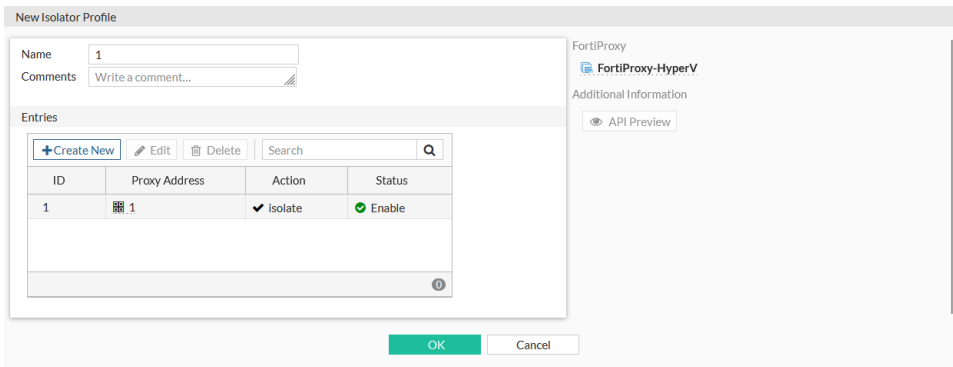 New Isolator Profile
Name 1
Comments Write a comment...
Entries
+Create New Edit Delete Search
ID Proxy Address Action Status
1 1 isolate Enable
0
FortiProxy
FortiProxy-HyperV
Additional Information
API Preview
OK Cancel